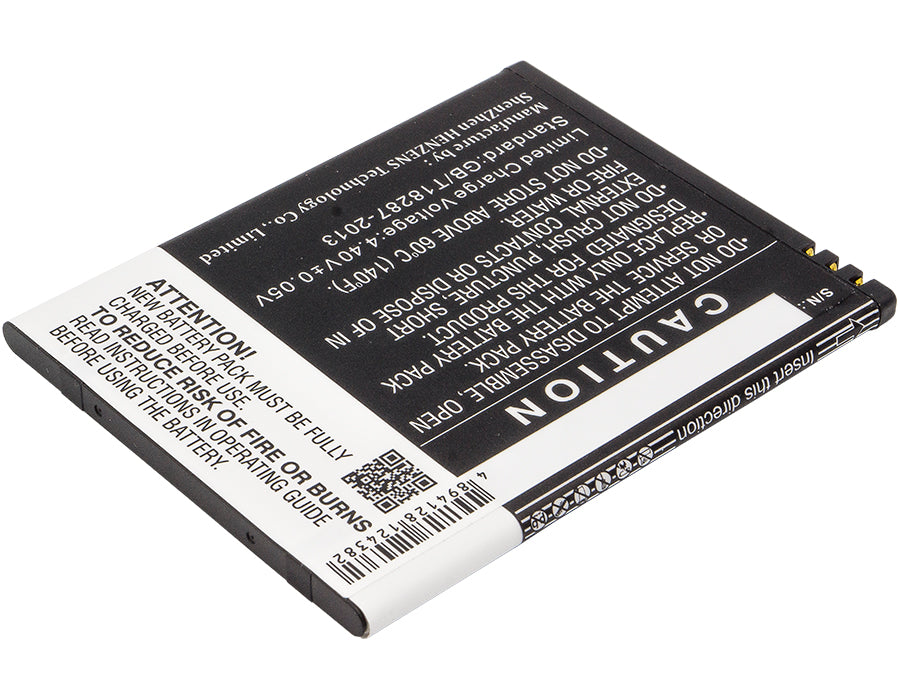 CAUTION
•DO NOT ATTEMPT TO DISASSEMBLE, OPEN
OR SERVICE THE BATTERY PACK.
•REPLACE ONLY WITH THE BATTERY PACK
DESIGNATED FOR THIS PRODUCT.
•DO NOT CRUSH, PUNCTURE, SHORT
EXTERNAL CONTACTS OR DISPOSE OF IN
FIRE OR WATER.
•DO NOT STORE ABOVE 60°C (140°F).
Limited Charge Voltage:4.40V±0.05V
Standard:GB/T18287-2013
Manufacture by:
ShenZhen HENZENS Technology Co., Limited
ATTENTION!
NEW BATTERY PACK MUST BE FULLY
CHARGED BEFORE USE.
TO REDUCE RISK OF FIRE OR BURNS
READ INSTRUCTIONS IN OPERATING GUIDE
BEFORE USING THE BATTERY.
4 894128 124382
S/N.:
Insert this direction